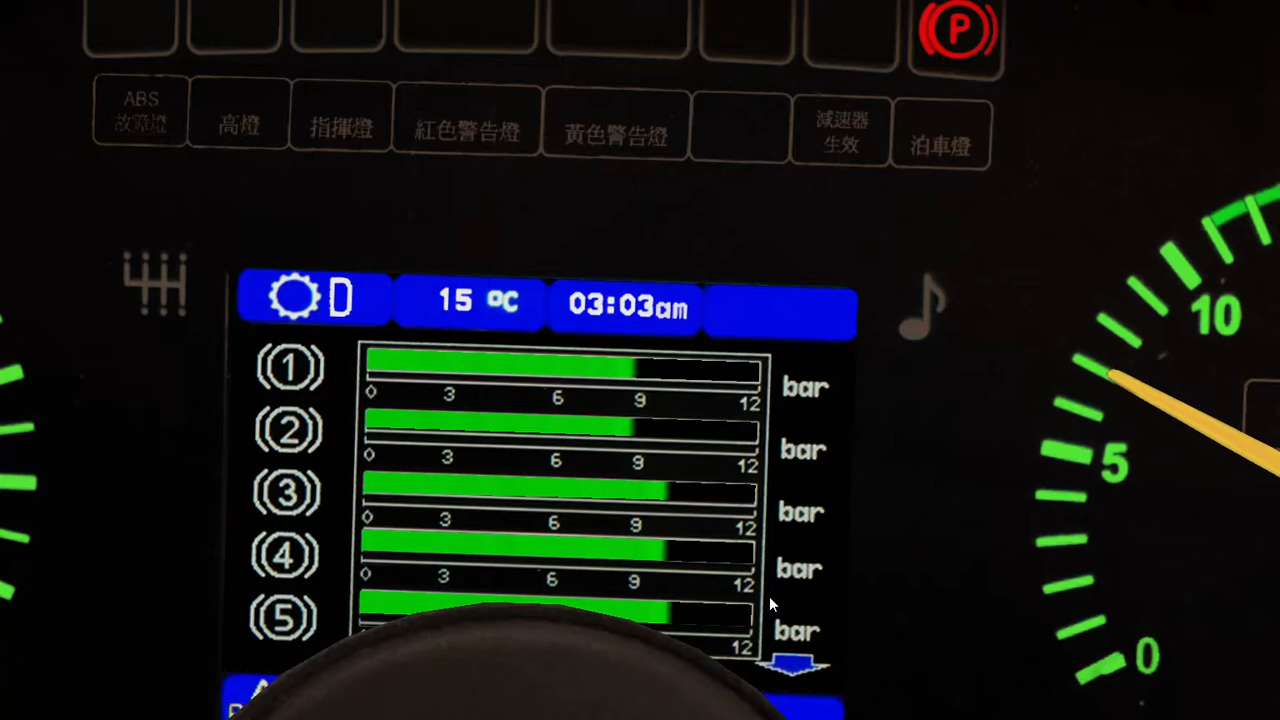 P
ABS
故障燈
高燈
指揮燈
紅色警告燈
黃色警告燈
減速器
生效
泊車燈
D
15 ºC
03:03am
1
bar
0 3 6 9 12
2
bar
0 3 6 9 12
3
bar
0 3 6 9 12
4
bar
0 3 6 9 12
5
bar
12
10
5
0